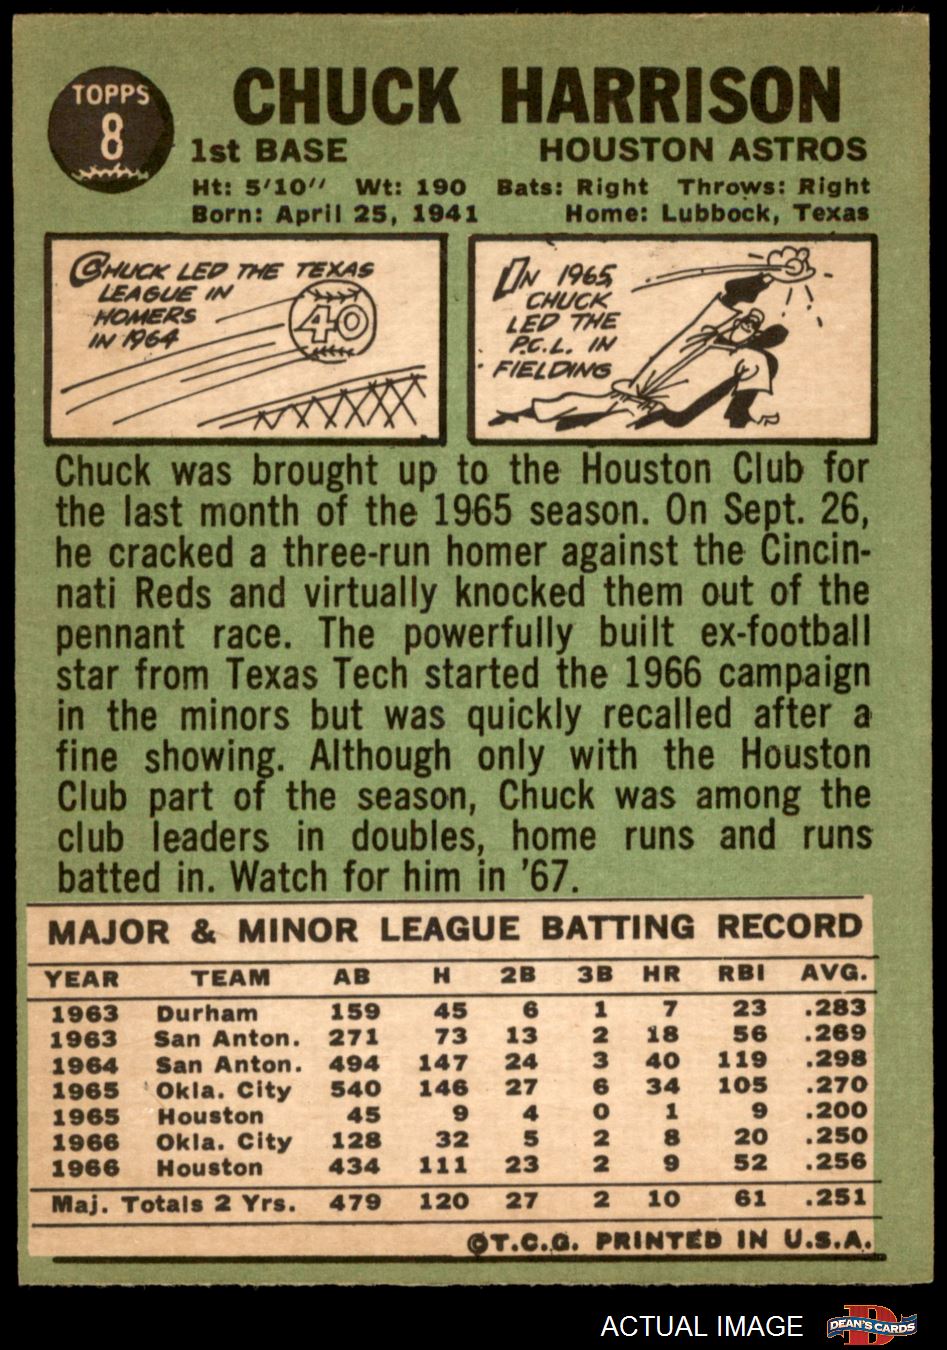 TOPPS
8
CHUCK HARRISON
1st BASE HOUSTON ASTROS
Ht: 5'10" Wt: 190 Bats: Right Throws: Right
Born: April 25, 1941 Home: Lubbock, Texas
CHUCK LED THE TEXAS
LEAGUE IN
HOMERS
IN 1964
40
IN 1965,
CHUCK
LED THE
P.C.L. IN
FIELDING
Chuck was brought up to the Houston Club for
the last month of the 1965 season. On Sept. 26,
he cracked a three-run homer against the Cincin-
nati Reds and virtually knocked them out of the
pennant race. The powerfully built ex-football
star from Texas Tech started the 1966 campaign
in the minors but was quickly recalled after a
fine showing. Although only with the Houston
Club part of the season, Chuck was among the
club leaders in doubles, home runs and runs
batted in. Watch for him in '67.
MAJOR & MINOR LEAGUE BATTING RECORD
YEAR TEAM AB H 2B 3B HR RBI AVG.
1963 Durham 159 45 6 1 7 23 .283
1963 San Anton. 271 73 13 2 18 56 .269
1964 San Anton. 494 147 24 3 40 119 .298
1965 Okla. City 540 146 27 6 34 105 .270
1965 Houston 45 9 4 0 1 9 .200
1966 Okla. City 128 32 5 2 8 20 .250
1966 Houston 434 111 23 2 9 52 .256
Maj. Totals 2 Yrs. 479 120 27 2 10 61 .251
©T.C.G. PRINTED IN U.S.A.
ACTUAL IMAGE
D
DEAN'S CARDS